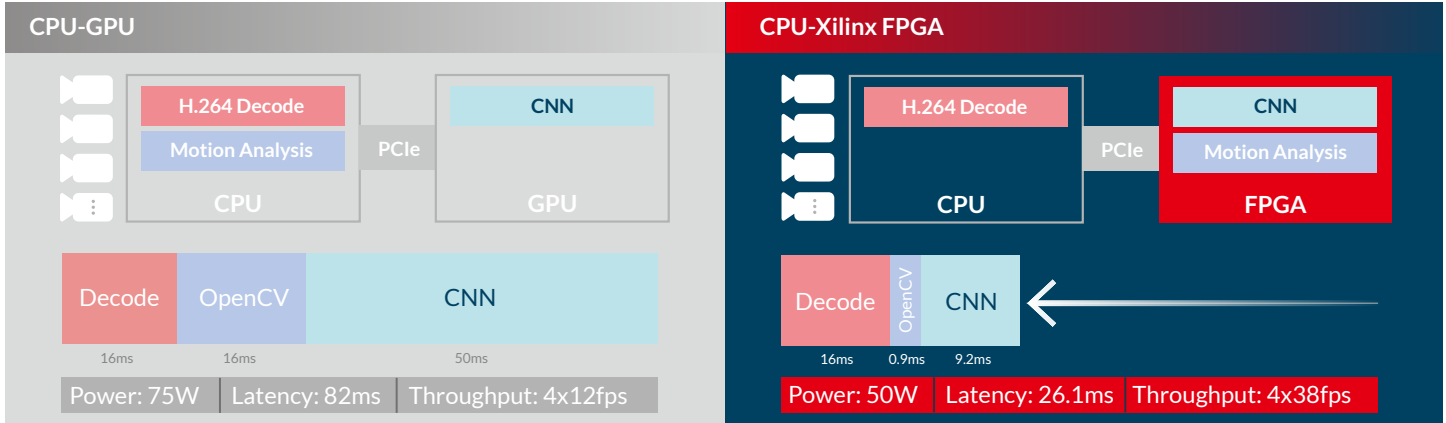 CPU-GPU
H.264 Decode
Motion Analysis
CPU
PCIe
CNN
GPU
Decode
OpenCV
CNN
16ms
16ms
50ms
Power: 75W
Latency: 82ms
Throughput: 4x12fps
CPU-Xilinx FPGA
H.264 Decode
CPU
PCIe
CNN
Motion Analysis
FPGA
Decode
OpenCV
CNN
16ms
0.9ms
9.2ms
Power: 50W
Latency: 26.1ms
Throughput: 4x38fps